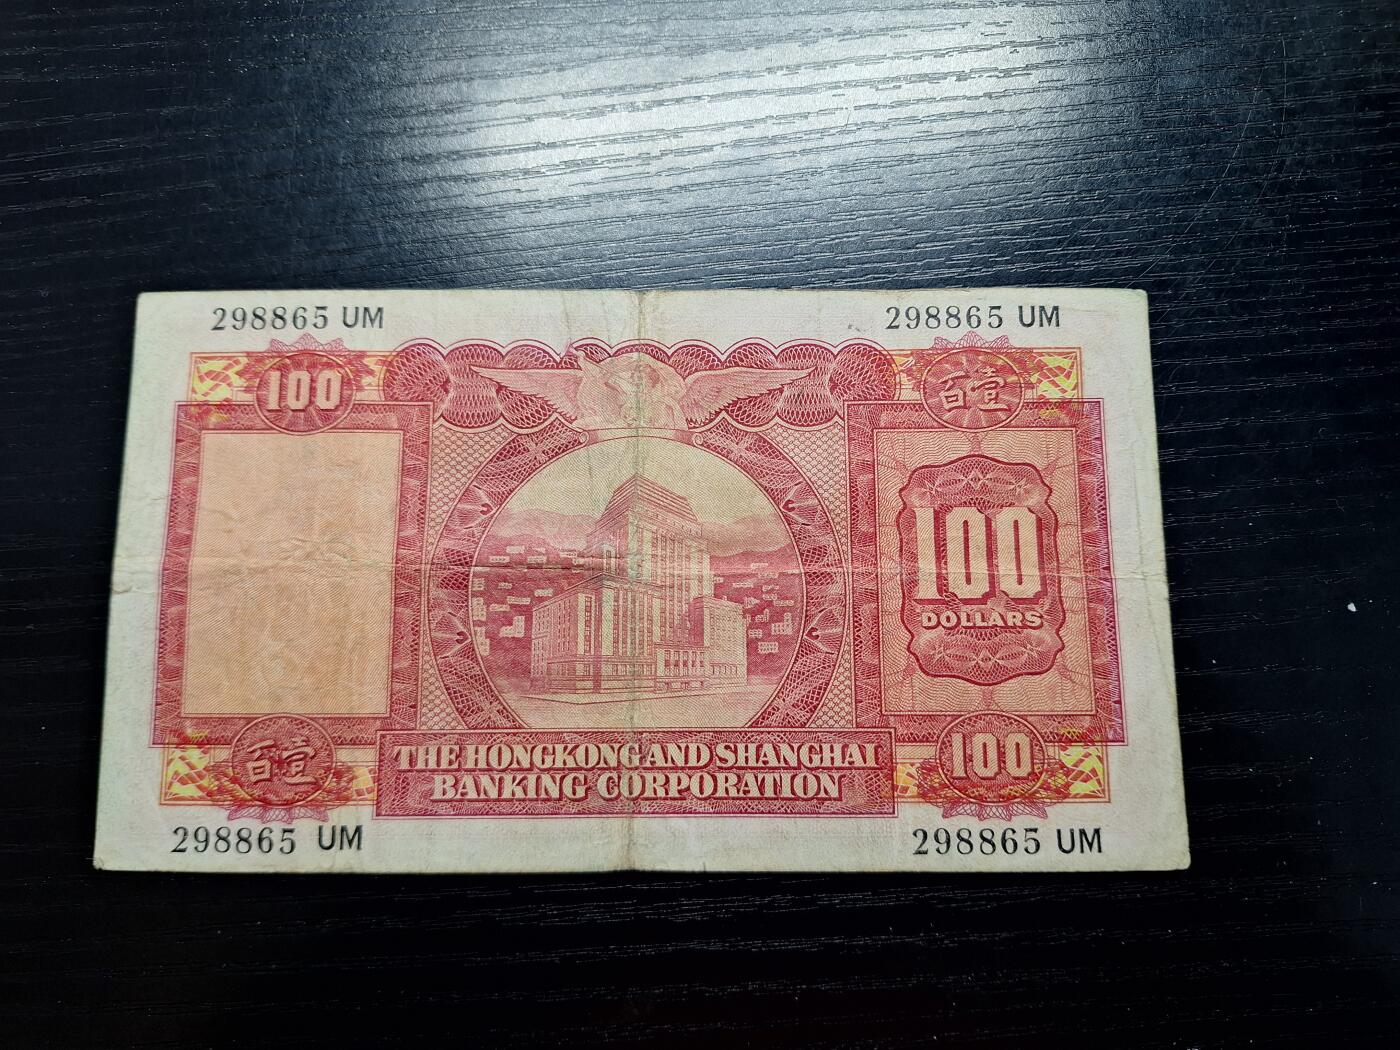 298865 UM 298865 UM
100 百壹
100
DOLLARS
THE HONGKONG AND SHANGHAI
BANKING CORPORATION
百壹 100
298865 UM 298865 UM